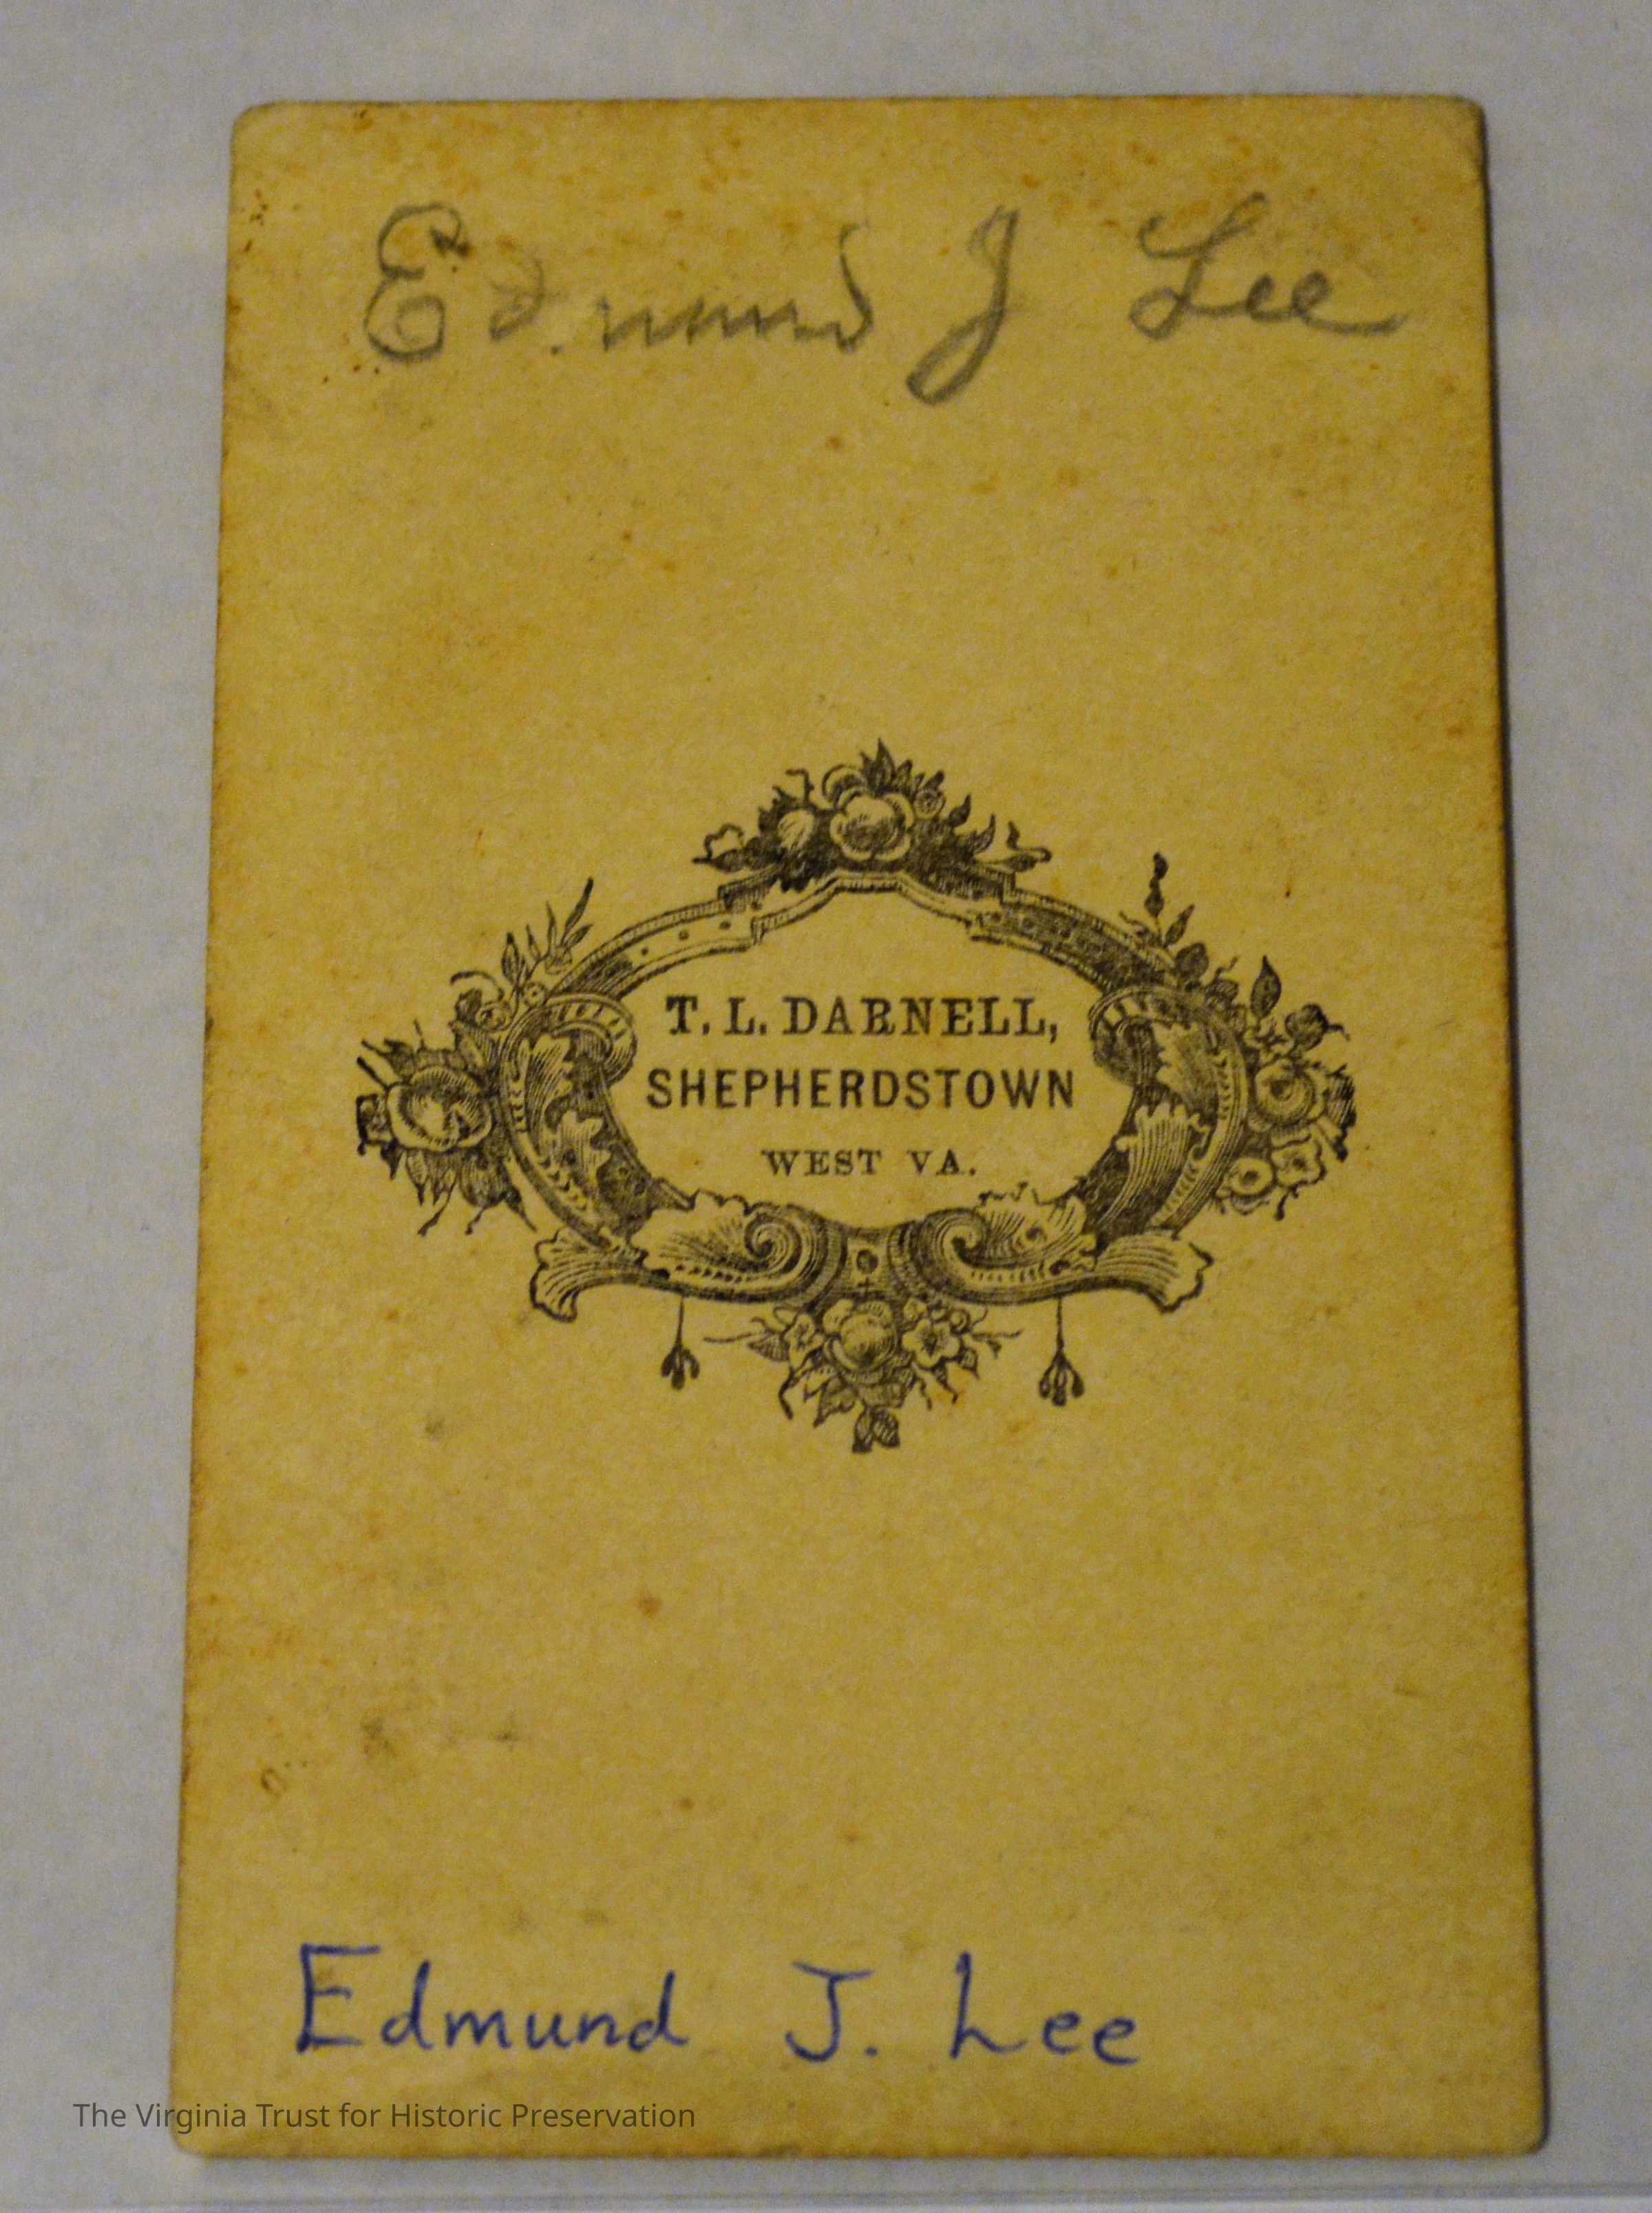 Edmund J Lee
T. L. DARNELL,
SHEPHERDSTOWN
WEST VA.
Edmund J. Lee
The Virginia Trust for Historic Preservation